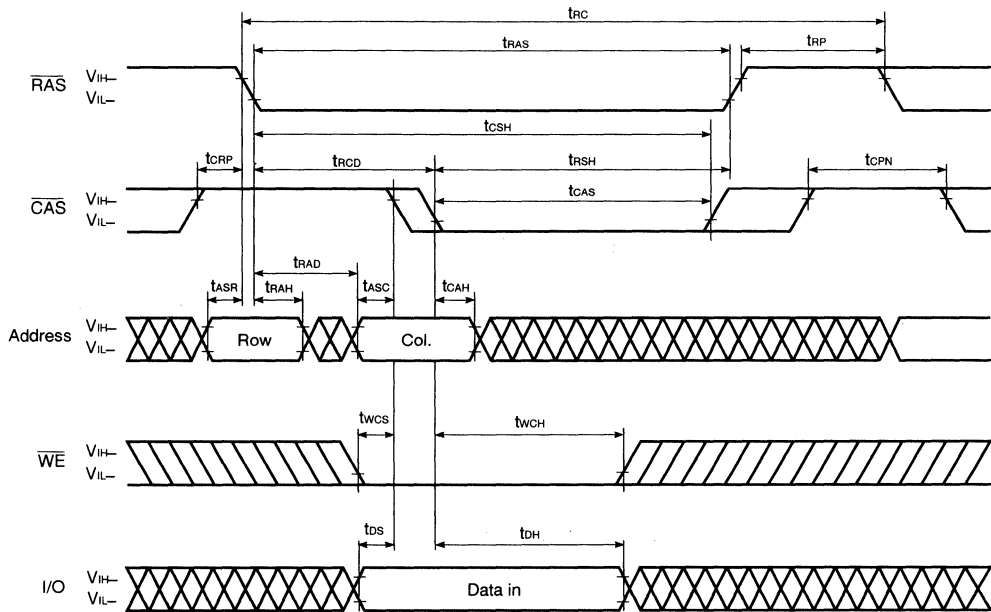 tRC
tRAS tRP
RAS VIH– VIL–
tCSH
tCRP tRCD tRSH tCPN
CAS VIH– VIL– tCAS
tRAD
tASR tRAH tASC tCAH
Address VIH– VIL– Row Col.
tWCS tWCH
WE VIH– VIL–
tDS tDH
I/O VIH– VIL– Data in